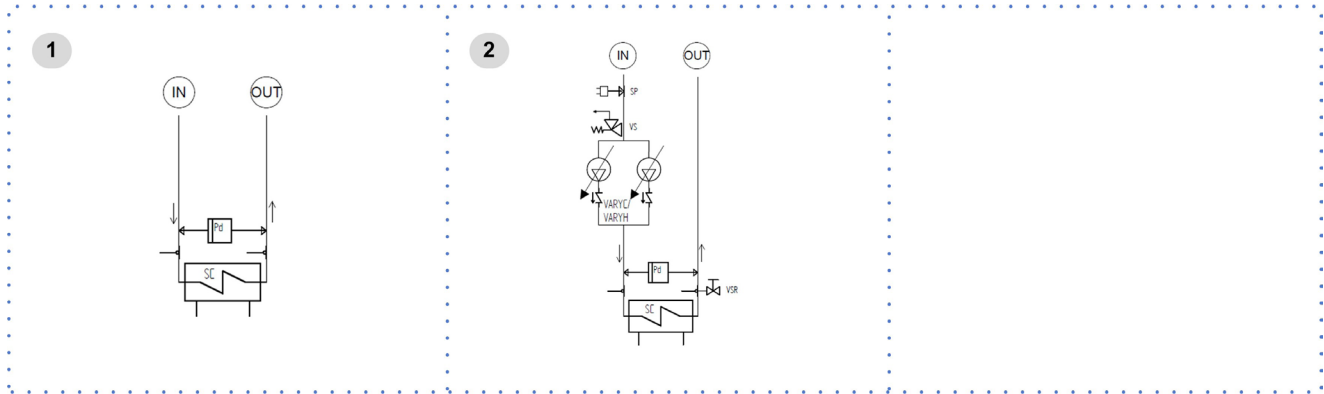 1
IN
OUT
Pd
SC
2
IN
OUT
SP
VS
VARYC/
VARYH
Pd
VSR
SC